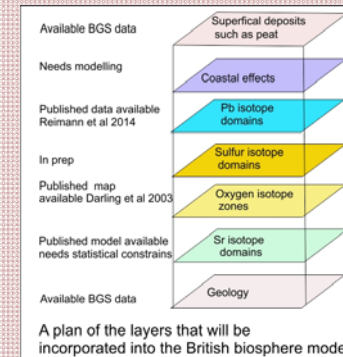 Available BGS data
Superfical deposits
such as peat
Needs modelling
Coastal effects
Published data available
Reimann et al 2014
Pb isotope
domains
In prep
Sulfur isotope
domains
Published map
available Darling et al 2003
Oxygen isotope
zones
Published model available
needs statistical constrains
Sr isotope
domains
Available BGS data
Geology
A plan of the layers that will be
incorporated into the British biosphere mode